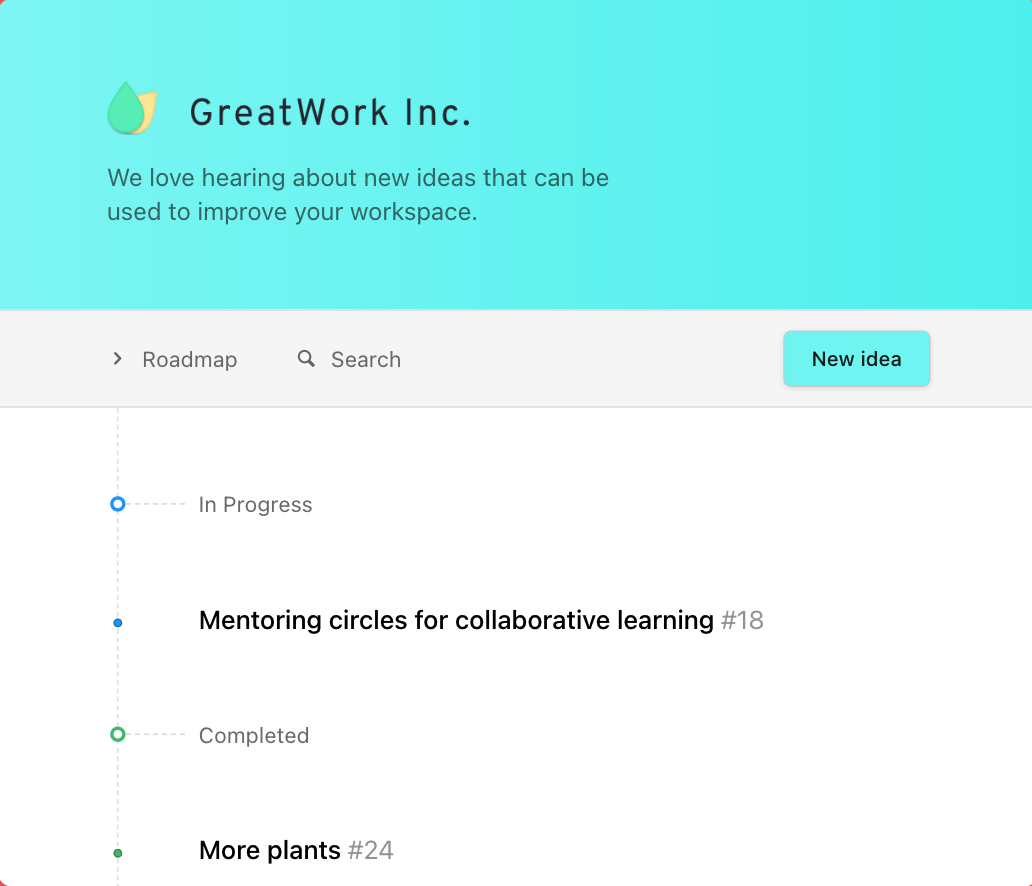 GreatWork Inc.
We love hearing about new ideas that can be
used to improve your workspace.
Roadmap
Search
New idea
In Progress
Mentoring circles for collaborative learning #18
Completed
More plants #24